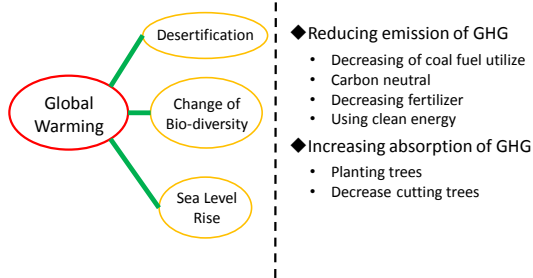 Desertification
Global
Warming
Change of
Bio-diversity
Sea Level
Rise
◆Reducing emission of GHG
• Decreasing of coal fuel utilize
• Carbon neutral
• Decreasing fertilizer
• Using clean energy
◆Increasing absorption of GHG
• Planting trees
• Decrease cutting trees